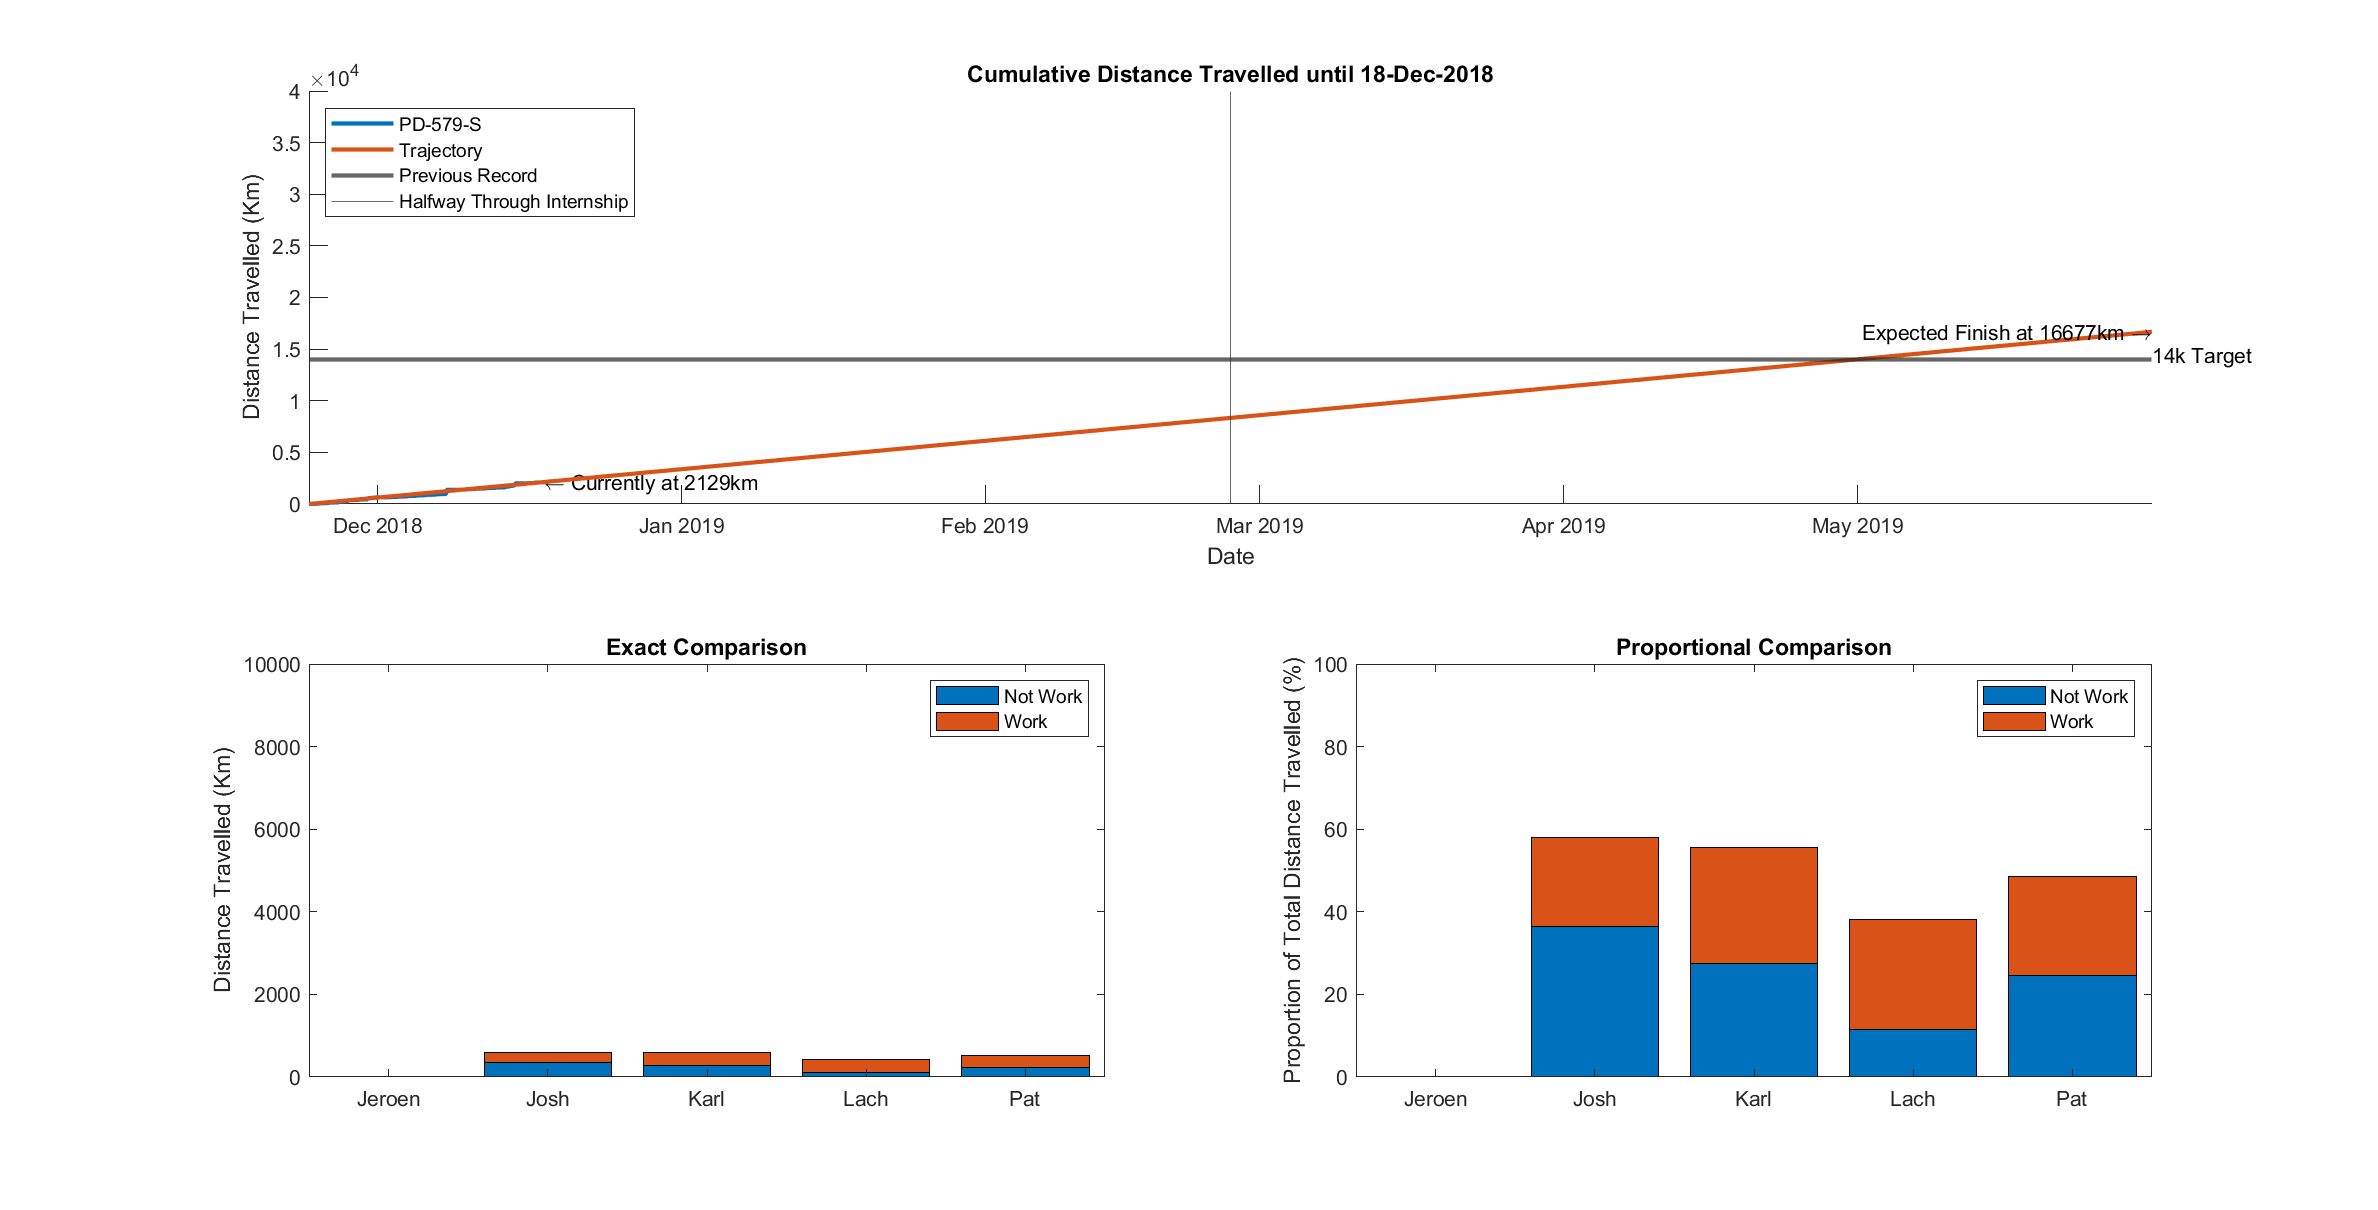 Cumulative Distance Travelled until 18-Dec-2018
×10⁴
4
3.5
3
2.5
2
1.5
1
0.5
0
Distance Travelled (Km)
PD-579-S
Trajectory
Previous Record
Halfway Through Internship
Expected Finish at 16677km →
14k Target
← Currently at 2129km
Dec 2018 Jan 2019 Feb 2019 Mar 2019 Apr 2019 May 2019
Date
Exact Comparison
10000
8000
6000
4000
2000
0
Distance Travelled (Km)
Not Work
Work
Jeroen Josh Karl Lach Pat
Proportional Comparison
100
80
60
40
20
0
Proportion of Total Distance Travelled (%)
Not Work
Work
Jeroen Josh Karl Lach Pat